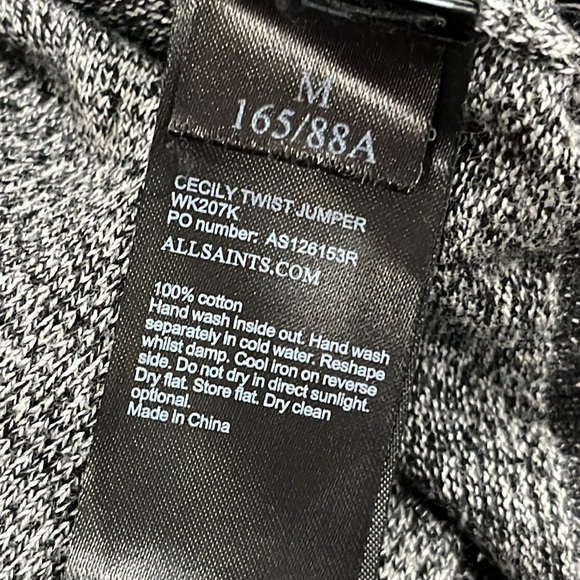 M
165/88A
CECILY TWIST JUMPER
WK207K
PO number: AS126153R
ALLSAINTS.COM
100% cotton
Hand wash inside out. Hand wash
separately In cold water. Reshape
whilst damp. Cool iron on reverse
side. Do not dry in direct sunlight.
Dry flat. Store flat. Dry clean
optional.
Made in China